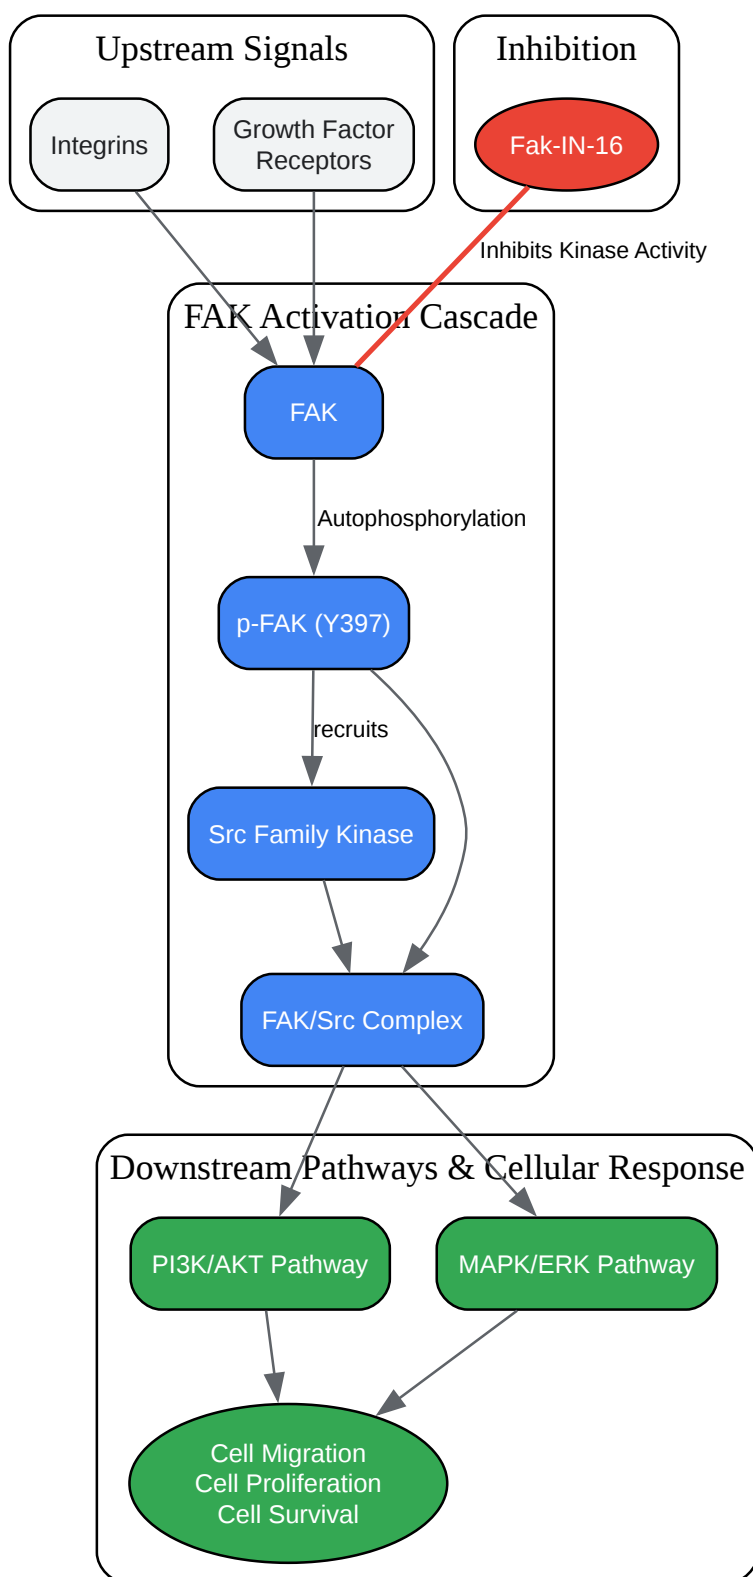 Upstream Signals
Inhibition
Integrins
Growth Factor
Receptors
Fak-IN-16
Inhibits Kinase Activity
FAK Activation Cascade
FAK
Autophosphorylation
p-FAK (Y397)
recruits
Src Family Kinase
FAK/Src Complex
Downstream Pathways & Cellular Response
PI3K/AKT Pathway
MAPK/ERK Pathway
Cell Migration
Cell Proliferation
Cell Survival